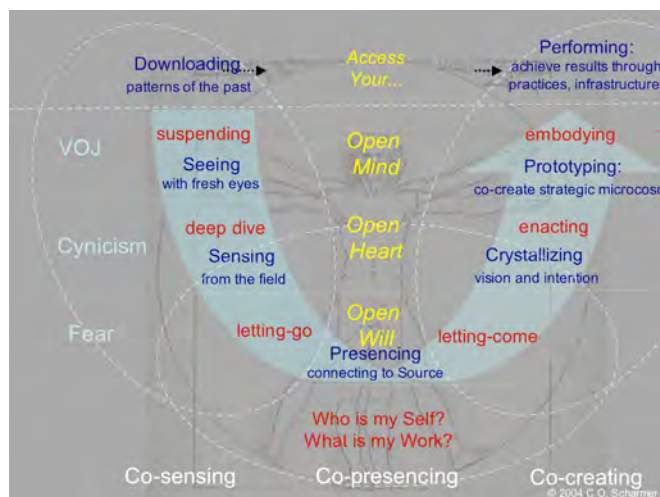 Downloading
patterns of the past
Access
Your...
Performing:
achieve results through
practices, infrastructure
VOJ
suspending
Seeing
with fresh eyes
Open
Mind
embodying
Prototyping:
co-create strategic microcosm
Cynicism
deep dive
Sensing
from the field
Open
Heart
enacting
Crystallizing
vision and intention
Fear
letting-go
Open
Will
letting-come
Presencing
connecting to Source
Who is my Self?
What is my Work?
Co-sensing
Co-presencing
Co-creating
© 2004 C.O. Scharmer